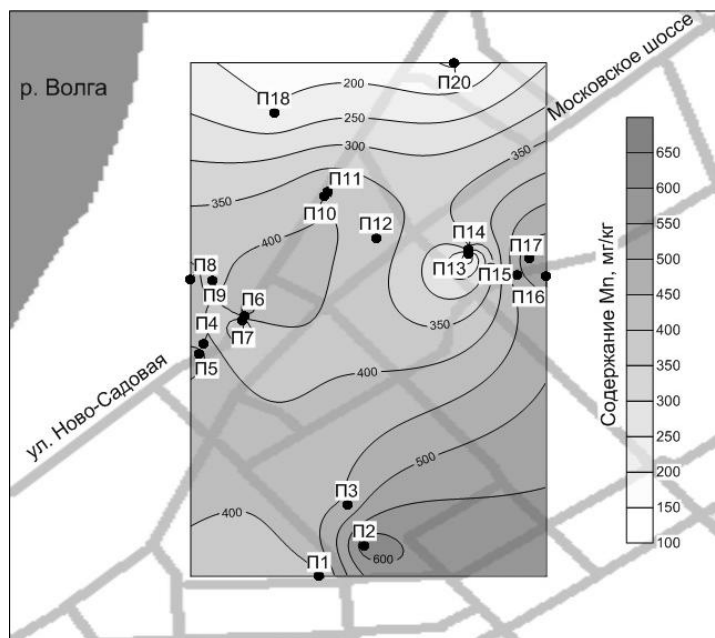 р. Волга
Московское шоссе
ул. Ново-Садовая
П18
П20
200
250
300
350
350
П11
П10
П12
400
П14
П13
П15
П17
П16
П8
П9
П6
П7
П4
П5
350
400
500
П3
П2
600
400
П1
Содержание Mn, мг/кг
650
600
550
500
450
400
350
300
250
200
150
100